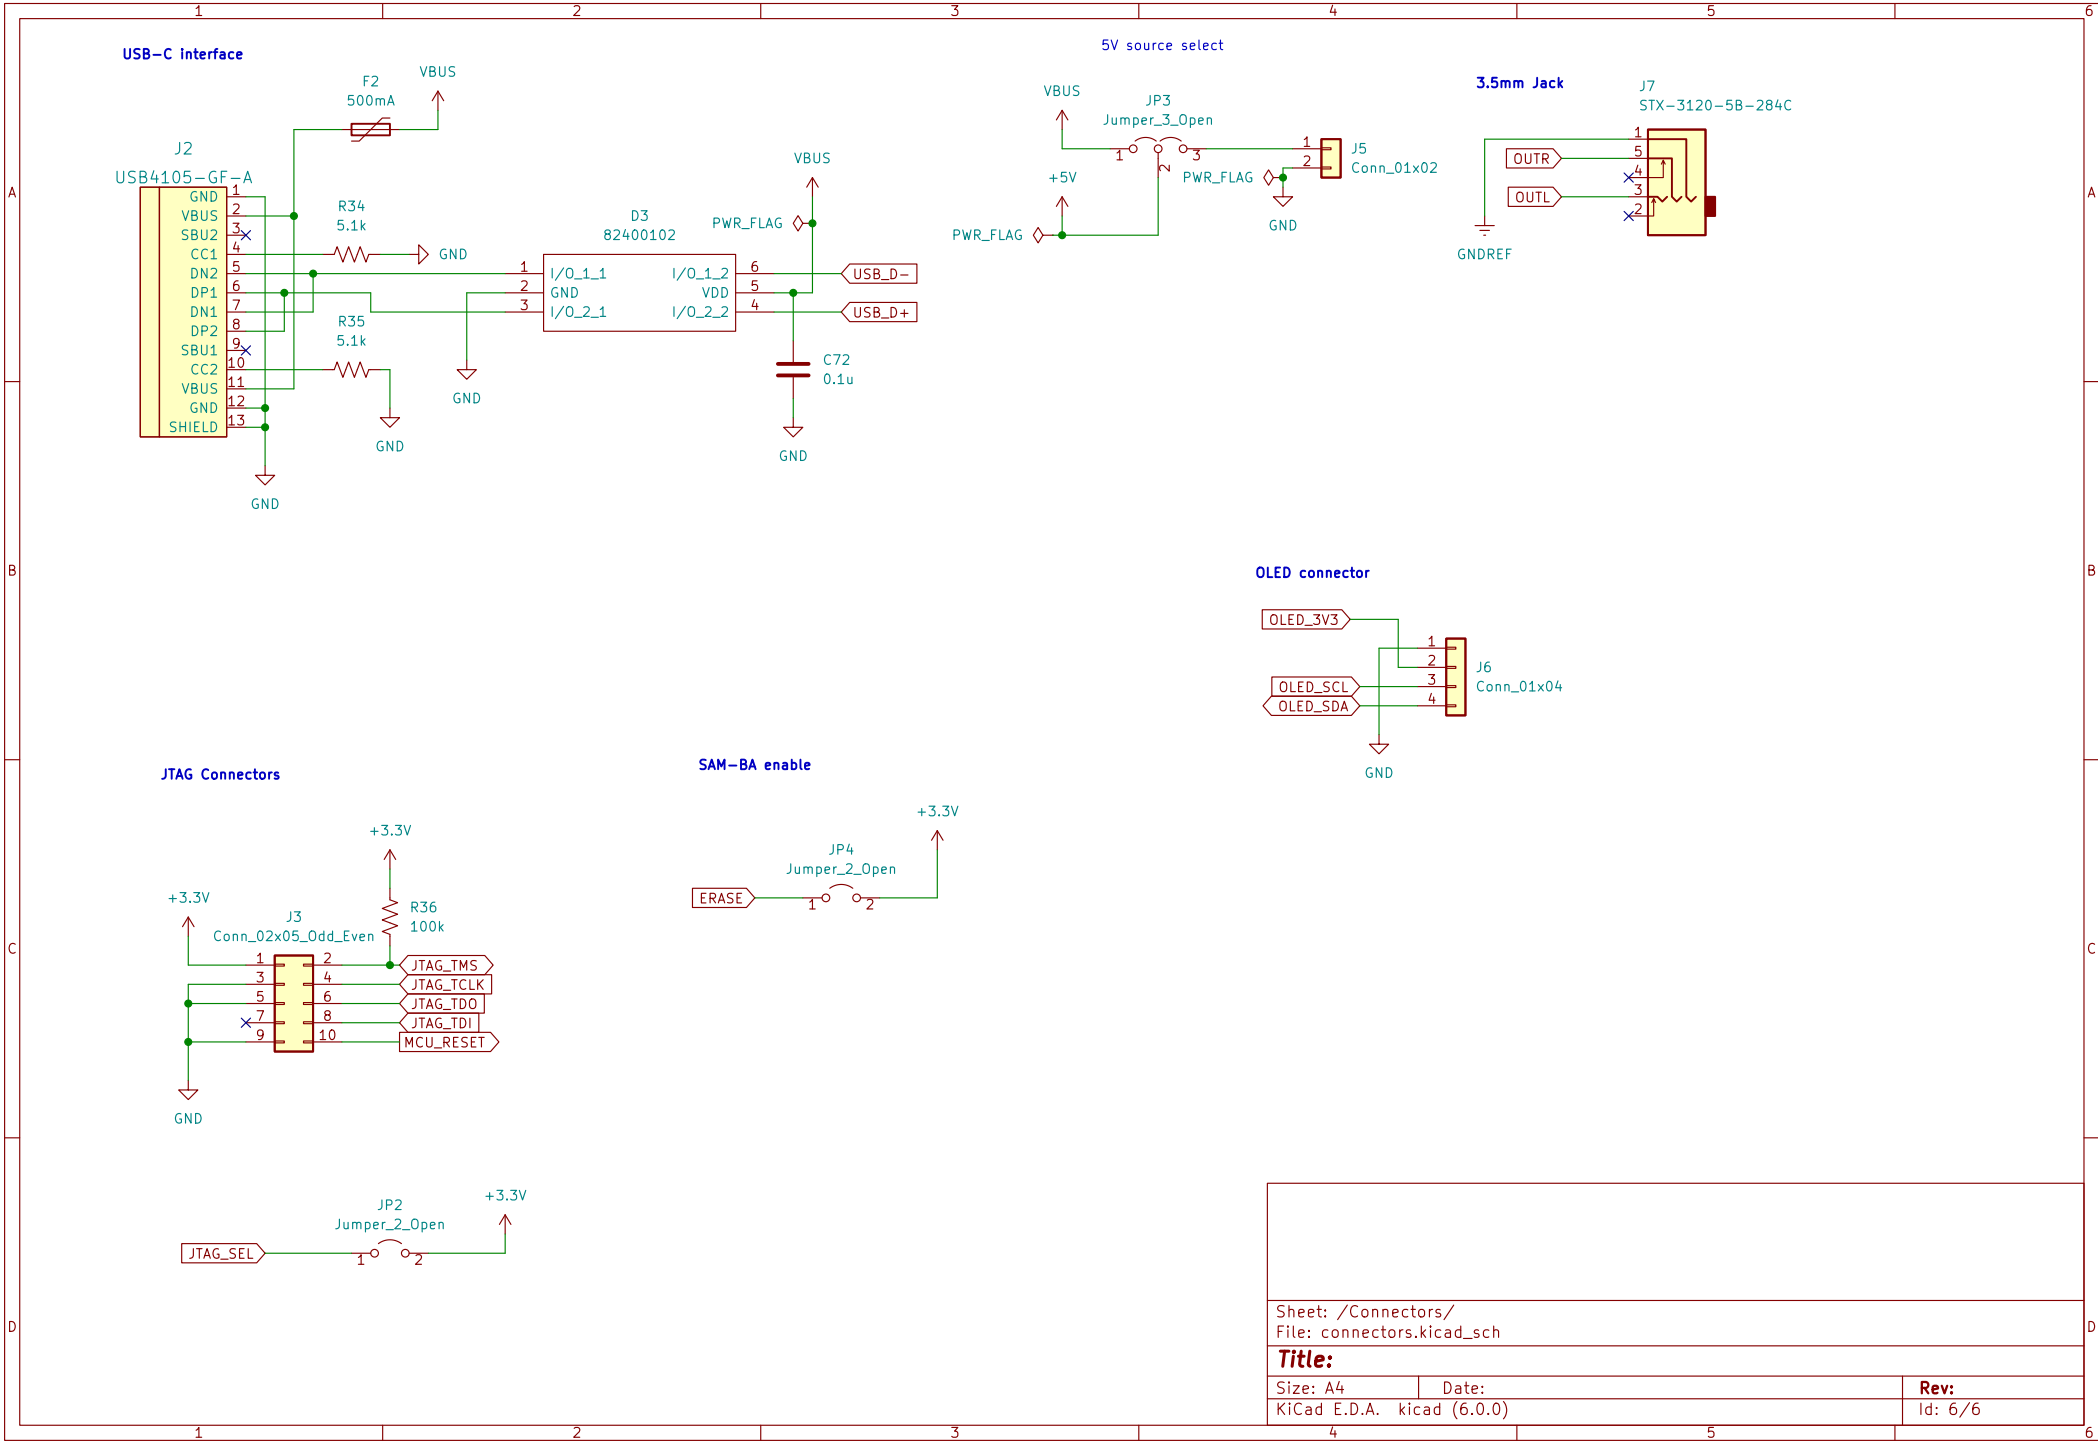 1 2 3 4 5 6
USB-C interface
F2
500mA
VBUS
J2
USB4105-GF-A
GND 1
VBUS 2
SBU2 3
CC1 4
DN2 5
DP1 6
DN1 7
DP2 8
SBU1 9
CC2 10
VBUS 11
GND 12
SHIELD 13
R34
5.1k
GND
R35
5.1k
GND
GND
D3
82400102
1 I/O_1_1
2 GND
3 I/O_2_1
I/O_1_2 6
VDD 5
I/O_2_2 4
GND
VBUS
PWR_FLAG
USB_D-
USB_D+
C72
0.1u
GND
5V source select
VBUS
JP3
Jumper_3_Open
1 2 3
+5V
PWR_FLAG
PWR_FLAG
GND
1
2
J5
Conn_01x02
3.5mm Jack
J7
STX-3120-5B-284C
1
5
4
3
2
OUTR
OUTL
GNDREF
A
A
B
B
OLED connector
OLED_3V3
OLED_SCL
OLED_SDA
1
2
3
4
J6
Conn_01x04
GND
JTAG Connectors
+3.3V
+3.3V
R36
100k
J3
Conn_02x05_Odd_Even
1 2 JTAG_TMS
3 4 JTAG_TCLK
5 6 JTAG_TDO
7 8 JTAG_TDI
9 10 MCU_RESET
GND
SAM-BA enable
+3.3V
JP4
Jumper_2_Open
ERASE
1 2
C
C
JP2
Jumper_2_Open
+3.3V
JTAG_SEL
1 2
D
D
Sheet: /Connectors/
File: connectors.kicad_sch
Title:
Size: A4 Date: Rev:
KiCad E.D.A. kicad (6.0.0) Id: 6/6
1 2 3 4 5 6